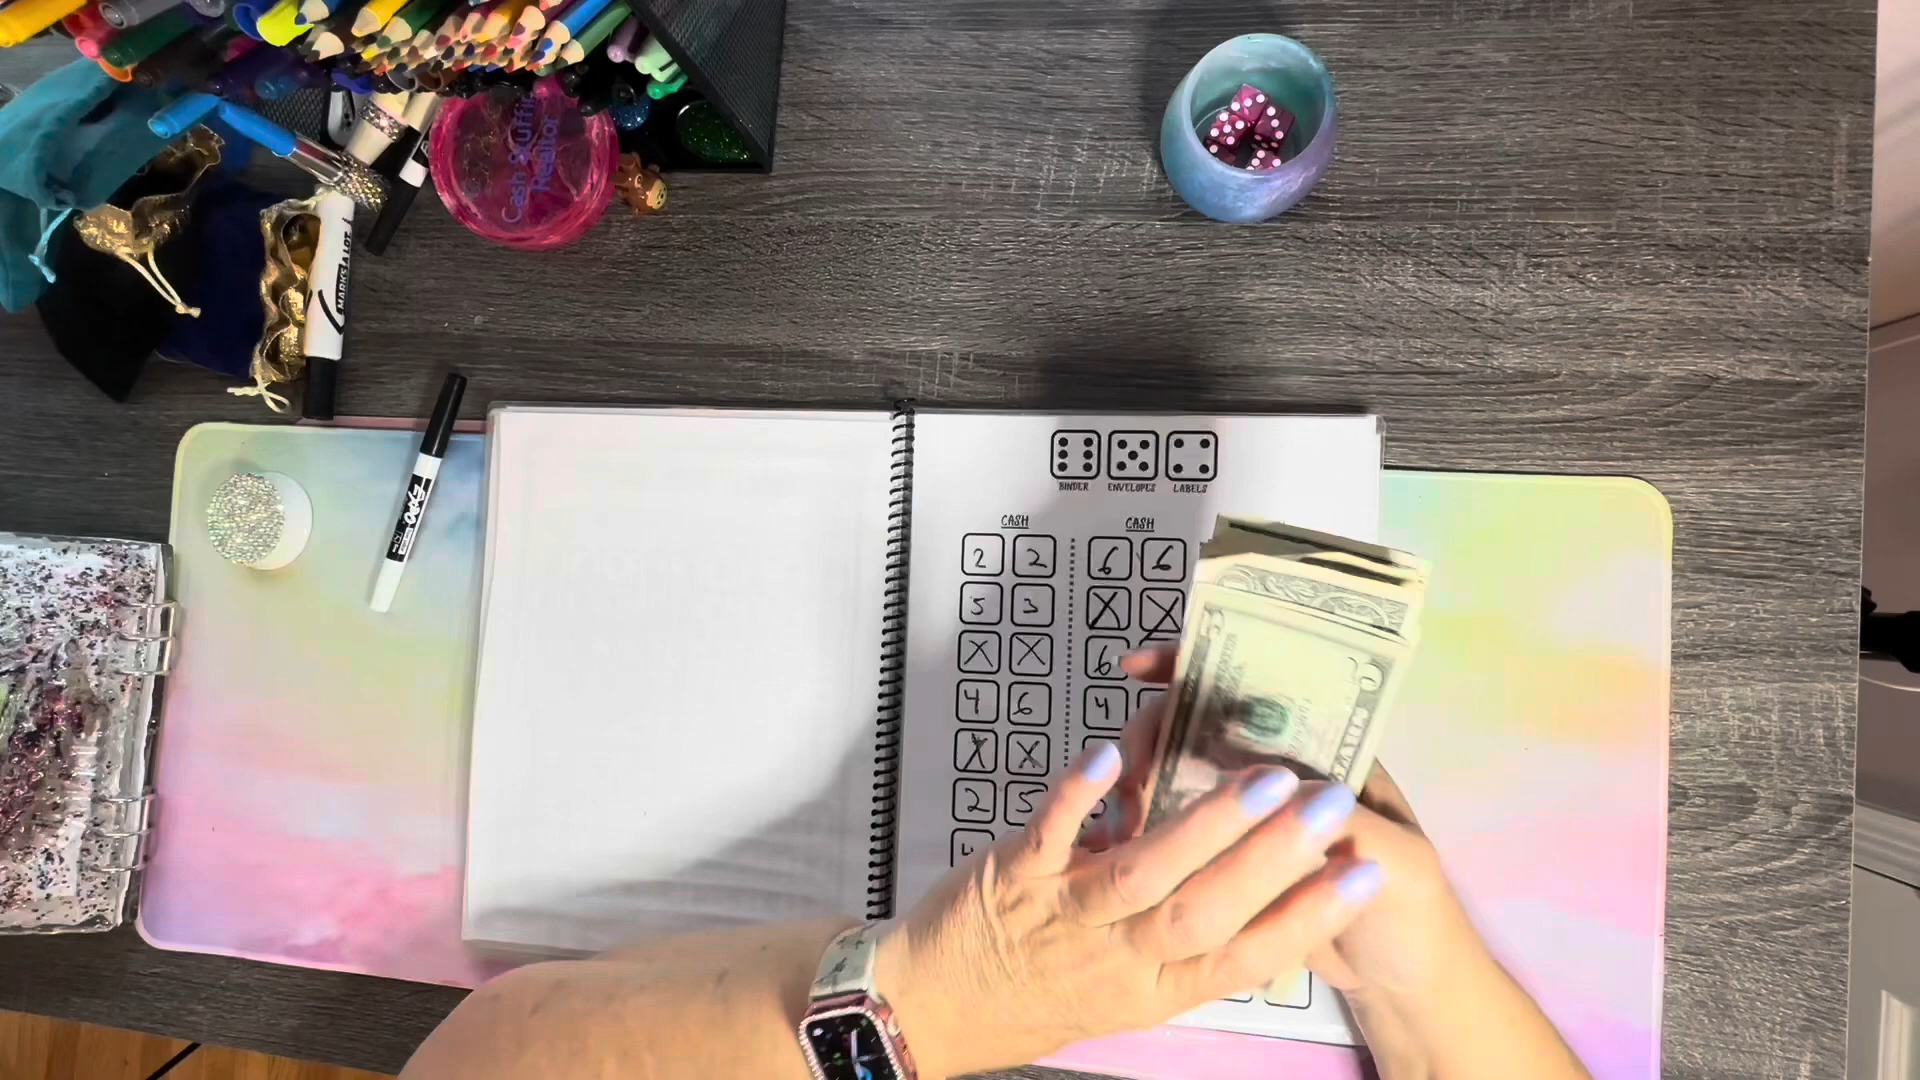 Cash Stuffing
Realtor
MARKS-A-LOT
EXPO
BINDER ENVELOPES LABELS
CASH CASH
2 2 6 6
5 3 X X
X X 6
4 6 4
X X
2 5
4